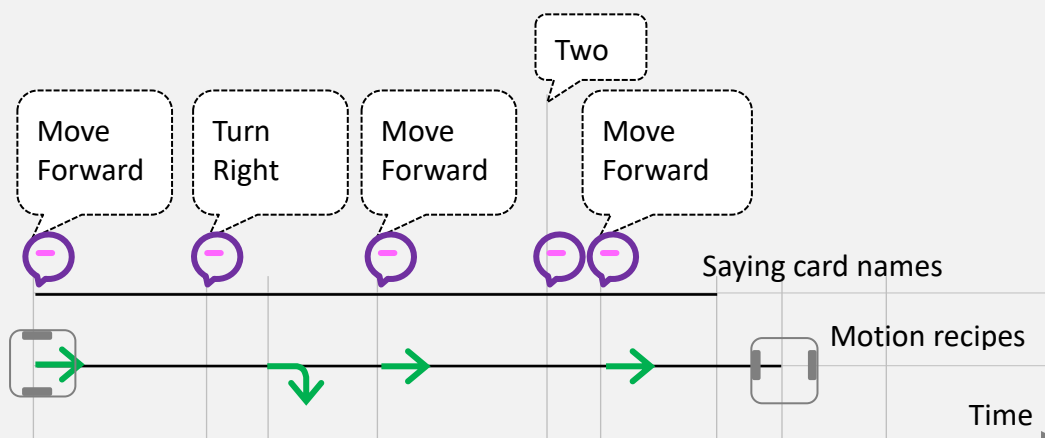 Two
Move
Forward
Turn
Right
Move
Forward
Move
Forward
Saying card names
Motion recipes
Time